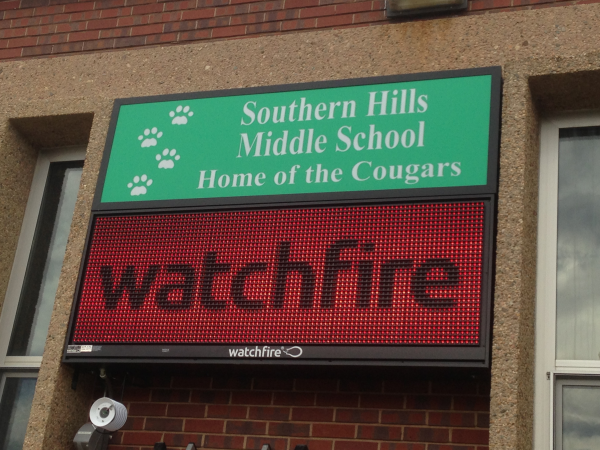 Southern Hills
Middle School
Home of the Cougars
watchfire
watchfire